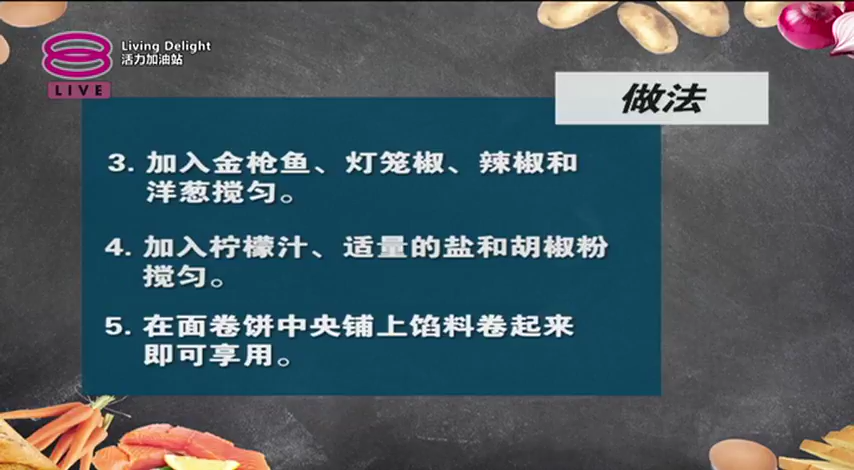 Living Delight
活力加油站
8
LIVE
做法
3. 加入金枪鱼、灯笼椒、辣椒和
洋葱搅匀。
4. 加入柠檬汁、适量的盐和胡椒粉
搅匀。
5. 在面卷饼中央铺上馅料卷起来
即可享用。